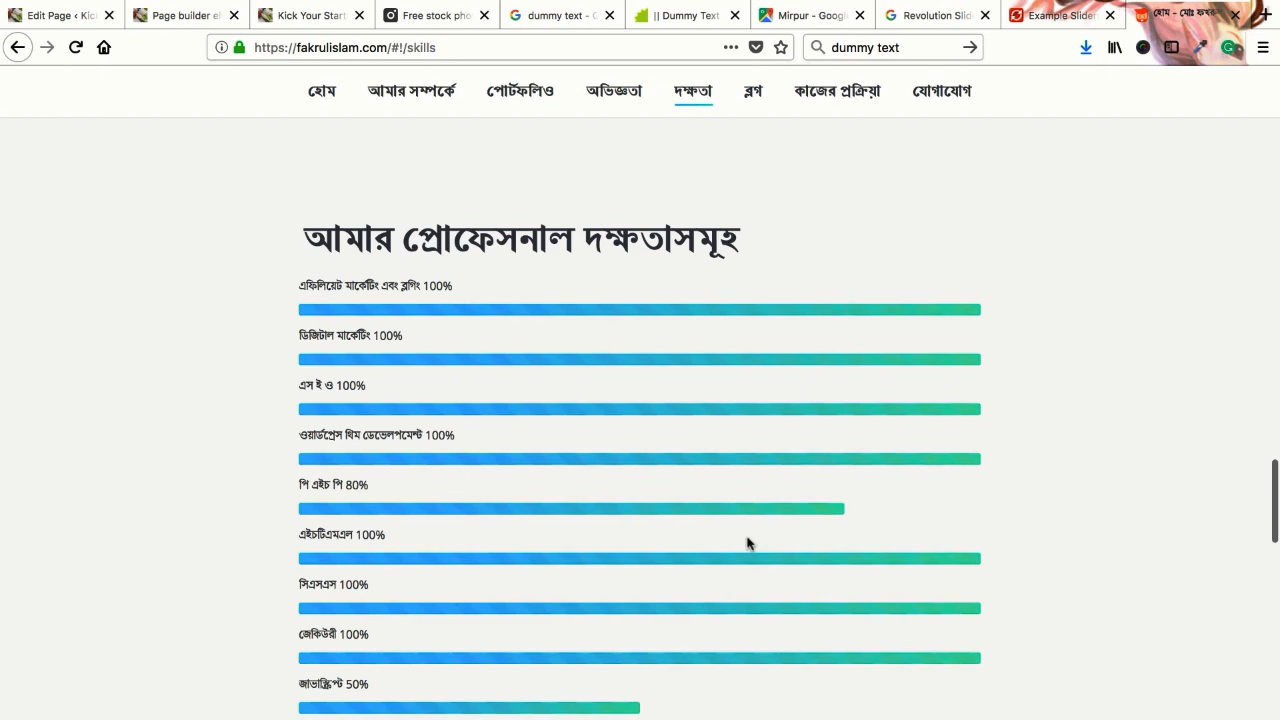 Edit Page ‹ Kic
Page builder el
Kick Your Start
Free stock pho
dummy text - G
|| Dummy Text
Mirpur - Google
Revolution Slid
Example Slider
হোম - মোঃ ফখরু
https://fakrulislam.com/#!/skills
dummy text
হোম
আমার সম্পর্কে
পোর্টফলিও
অভিজ্ঞতা
দক্ষতা
ব্লগ
কাজের প্রক্রিয়া
যোগাযোগ
আমার প্রোফেসনাল দক্ষতাসমূহ
এফিলিয়েট মার্কেটিং এবং ব্লগিং 100%
ডিজিটাল মার্কেটিং 100%
এস ই ও 100%
ওয়ার্ডপ্রেস থিম ডেভেলপমেন্ট 100%
পি এইচ পি 80%
এইচটিএমএল 100%
সিএসএস 100%
জেকিউরী 100%
জাভাস্ক্রিপ্ট 50%